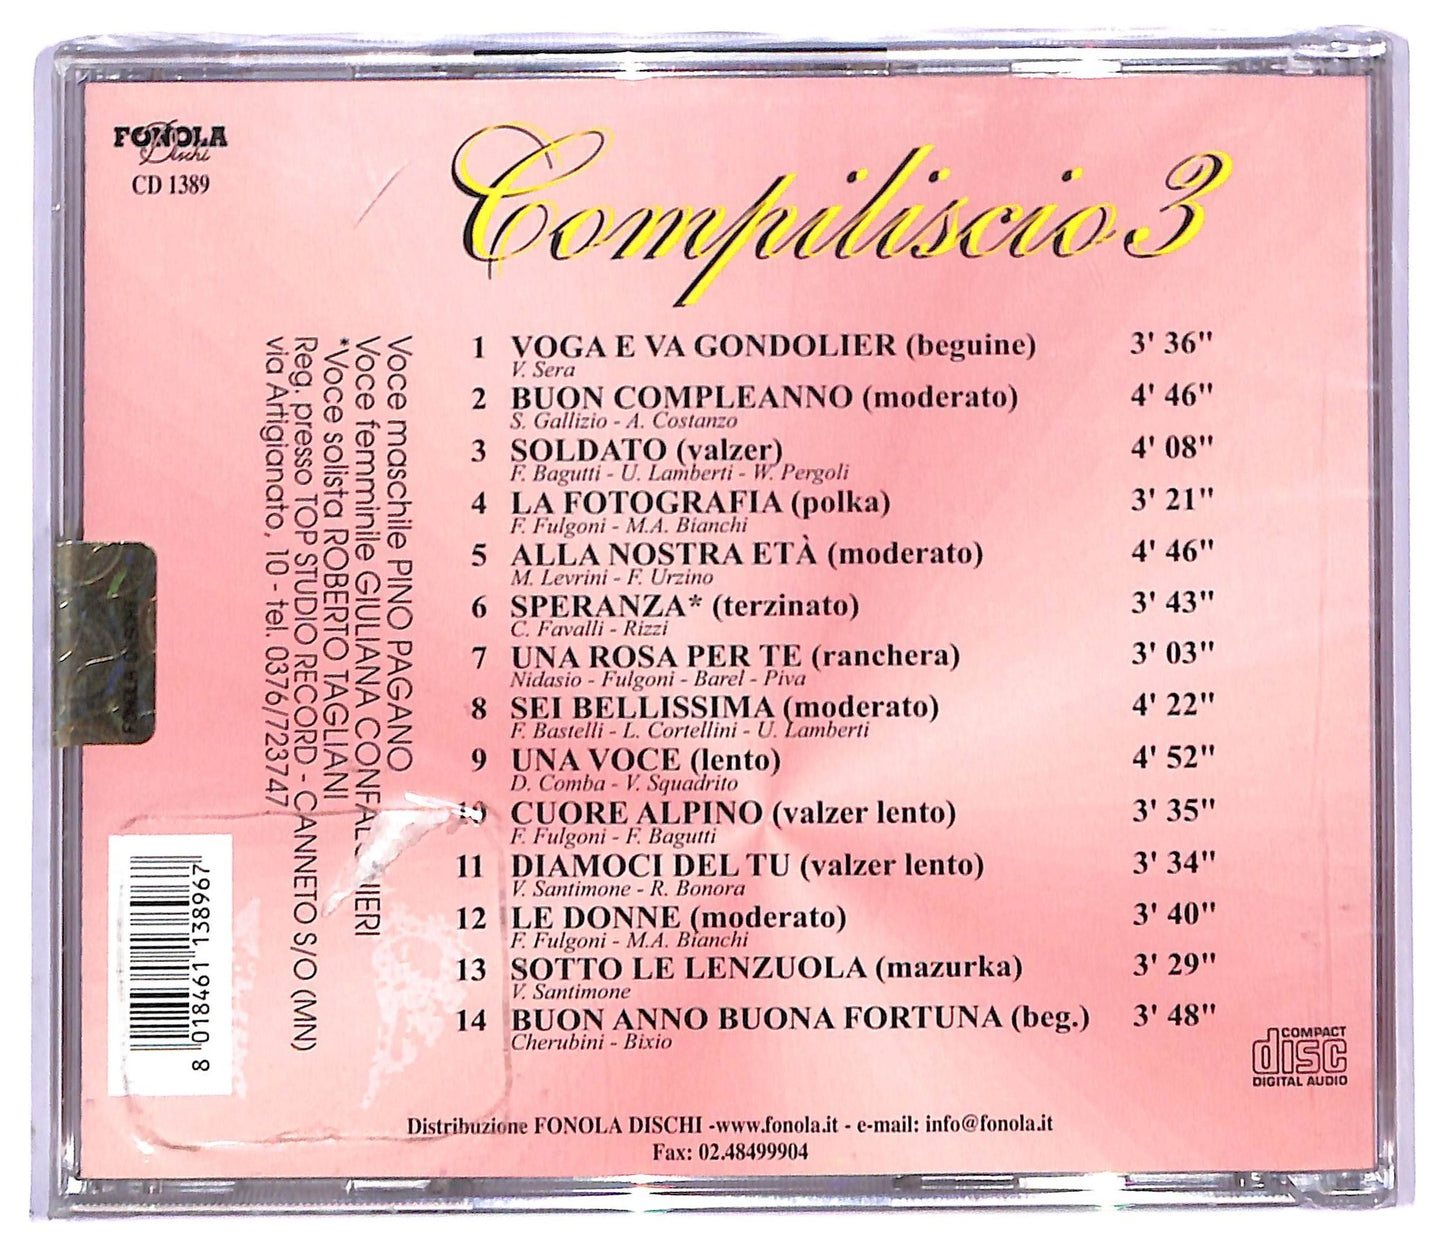 FONOLA
Dischi
CD 1389
Compiliscio 3
Voce maschile PINO PAGANO
Voce femminile GIULIANA CONFALONIERI
*Voce solista ROBERTO TAGLIANI
Reg. presso TOP STUDIO RECORD - CANNETO S/O (MN)
via Artigianato, 10 - tel. 0376/723747
1 VOGA E VA GONDOLIER (beguine) 3' 36"
V. Sera
2 BUON COMPLEANNO (moderato) 4' 46"
S. Gallizio - A. Costanzo
3 SOLDATO (valzer) 4' 08"
F. Bagutti - U. Lamberti - W. Pergoli
4 LA FOTOGRAFIA (polka) 3' 21"
F. Fulgoni - M.A. Bianchi
5 ALLA NOSTRA ETÀ (moderato) 4' 46"
M. Levrini - F. Urzino
6 SPERANZA* (terzinato) 3' 43"
C. Favalli - Rizzi
7 UNA ROSA PER TE (ranchera) 3' 03"
Nidasio - Fulgoni - Barel - Piva
8 SEI BELLISSIMA (moderato) 4' 22"
F. Bastelli - L. Cortellini - U. Lamberti
9 UNA VOCE (lento) 4' 52"
D. Comba - V. Squadrito
10 CUORE ALPINO (valzer lento) 3' 35"
F. Fulgoni - F. Bagutti
11 DIAMOCI DEL TU (valzer lento) 3' 34"
V. Santimone - R. Bonora
12 LE DONNE (moderato) 3' 40"
F. Fulgoni - M.A. Bianchi
13 SOTTO LE LENZUOLA (mazurka) 3' 29"
V. Santimone
14 BUON ANNO BUONA FORTUNA (beg.) 3' 48"
Cherubini - Bixio
8 018461 138967
COMPACT
disc
DIGITAL AUDIO
Distribuzione FONOLA DISCHI -www.fonola.it - e-mail: info@fonola.it
Fax: 02.48499904